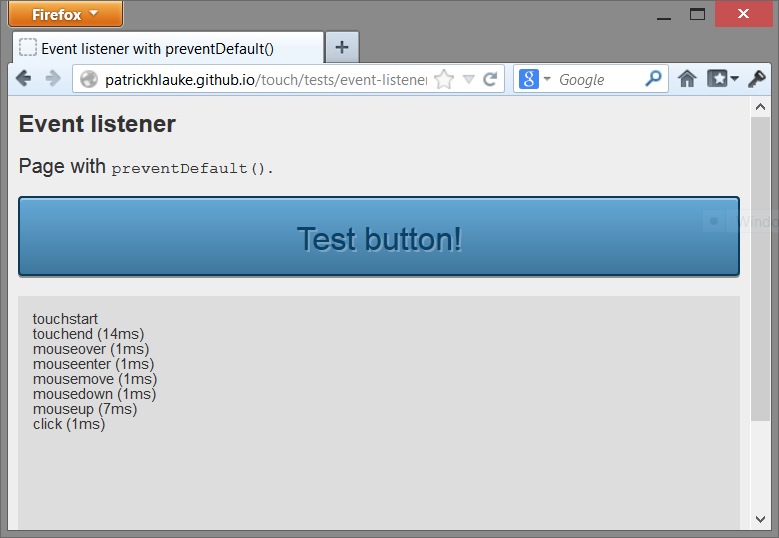 Firefox
Event listener with preventDefault()
patrickhlauke.github.io/touch/tests/event-listener
Google
Event listener
Page with preventDefault().
Test button!
Windo
touchstart
touchend (14ms)
mouseover (1ms)
mouseenter (1ms)
mousemove (1ms)
mousedown (1ms)
mouseup (7ms)
click (1ms)